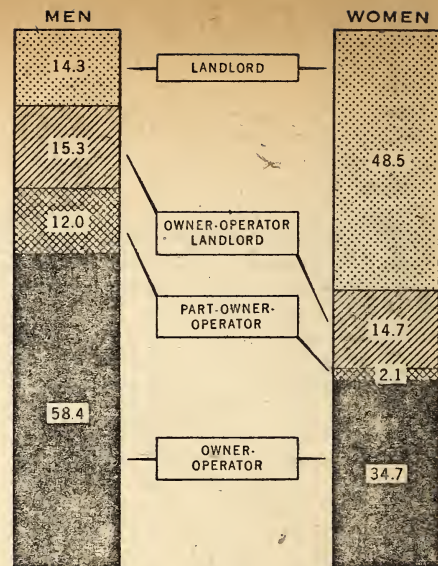 MEN
WOMEN
14.3
LANDLORD
15.3
48.5
OWNER-OPERATOR
LANDLORD
12.0
PART-OWNER-
OPERATOR
14.7
2.1
58.4
OWNER-
OPERATOR
34.7